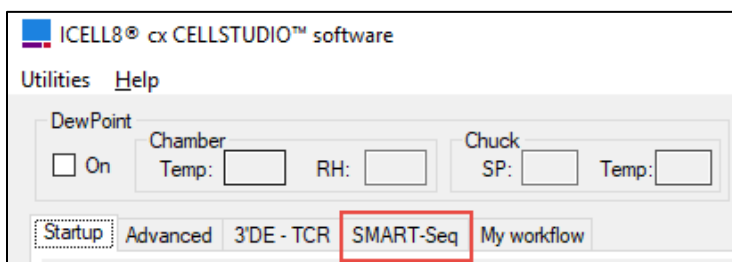 ICELL8® cx CELLSTUDIO™ software
Utilities Help
DewPoint
Chamber Chuck
On Temp: RH: SP: Temp:
Startup Advanced 3'DE - TCR SMART-Seq My workflow